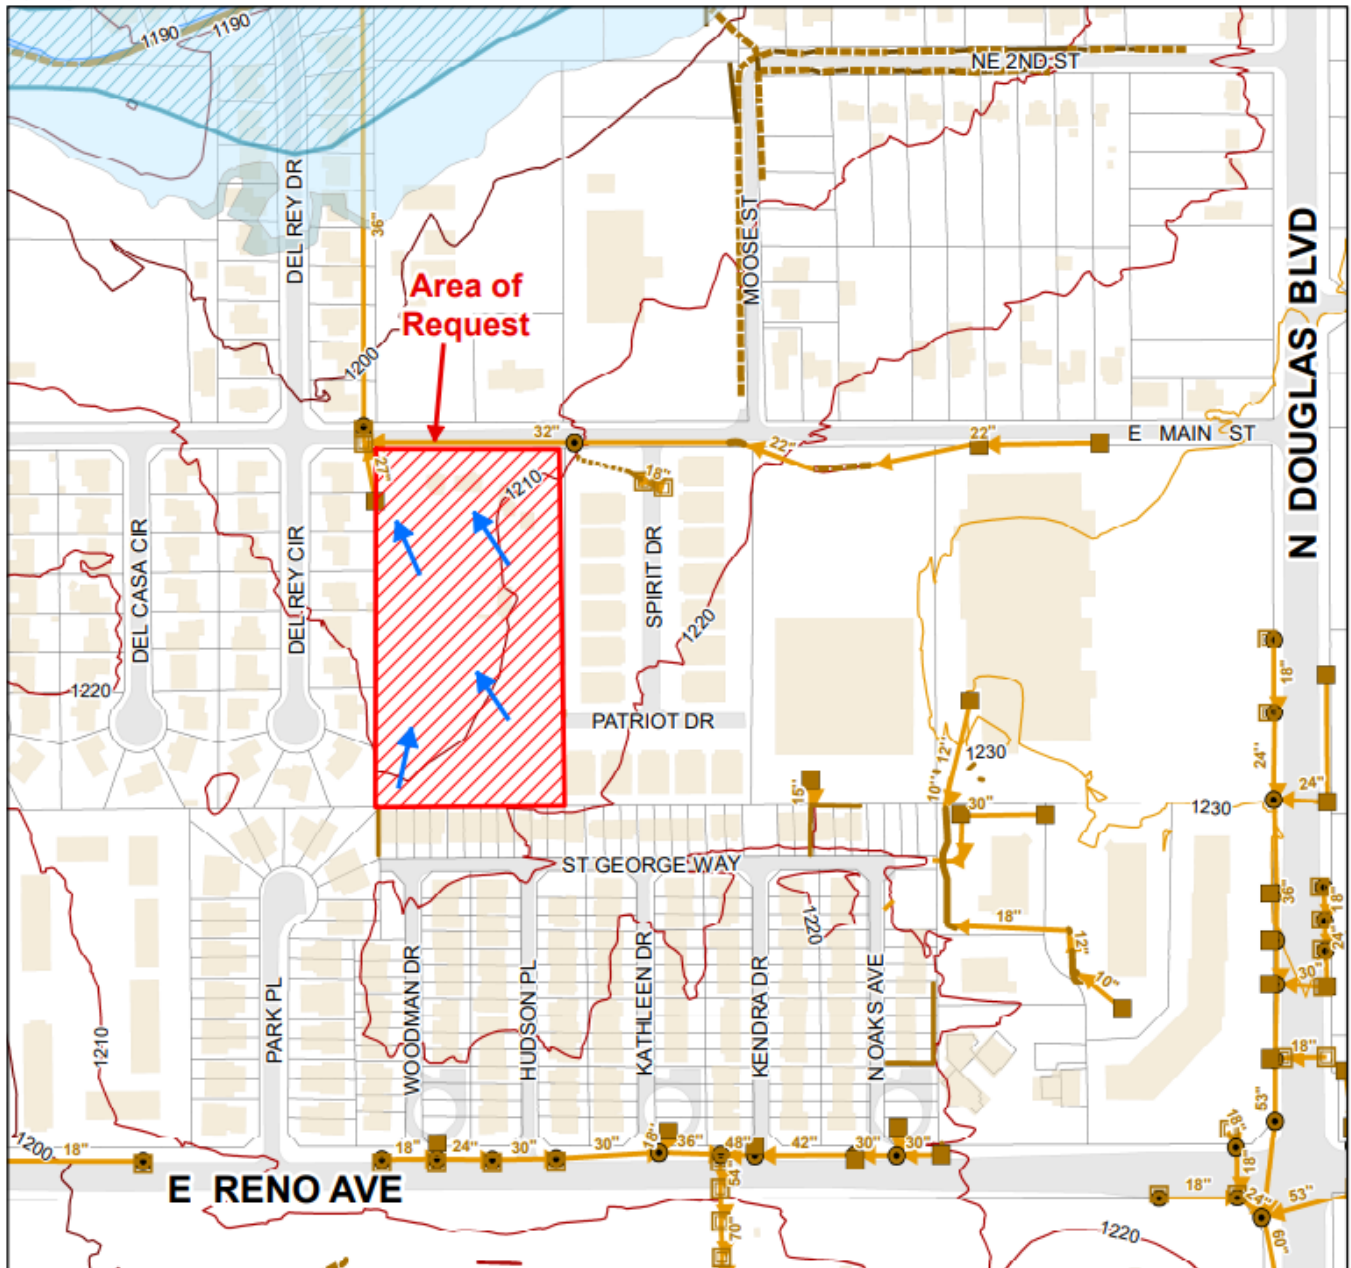 1190
1190
NE 2ND ST
DEL REY DR
36"
MOOSE ST
N DOUGLAS BLVD
Area of
Request
1200
32"
22"
22"
E MAIN ST
27"
18"
1210
DEL CASA CIR
DEL REY CIR
SPIRIT DR
1220
1220
PATRIOT DR
18"
12"
1230
24"
10"
15"
30"
24"
1230
ST GEORGE WAY
36"
18"
1220
18"
24"
12"
WOODMAN DR
HUDSON PL
KATHLEEN DR
KENDRA DR
N OAKS AVE
10"
30"
PARK PL
1210
18"
53"
1200
18"
18"
24"
30"
30"
18"
36"
48"
42"
30"
30"
18"
18"
54"
E RENO AVE
18"
24"
53"
70"
1220
60"